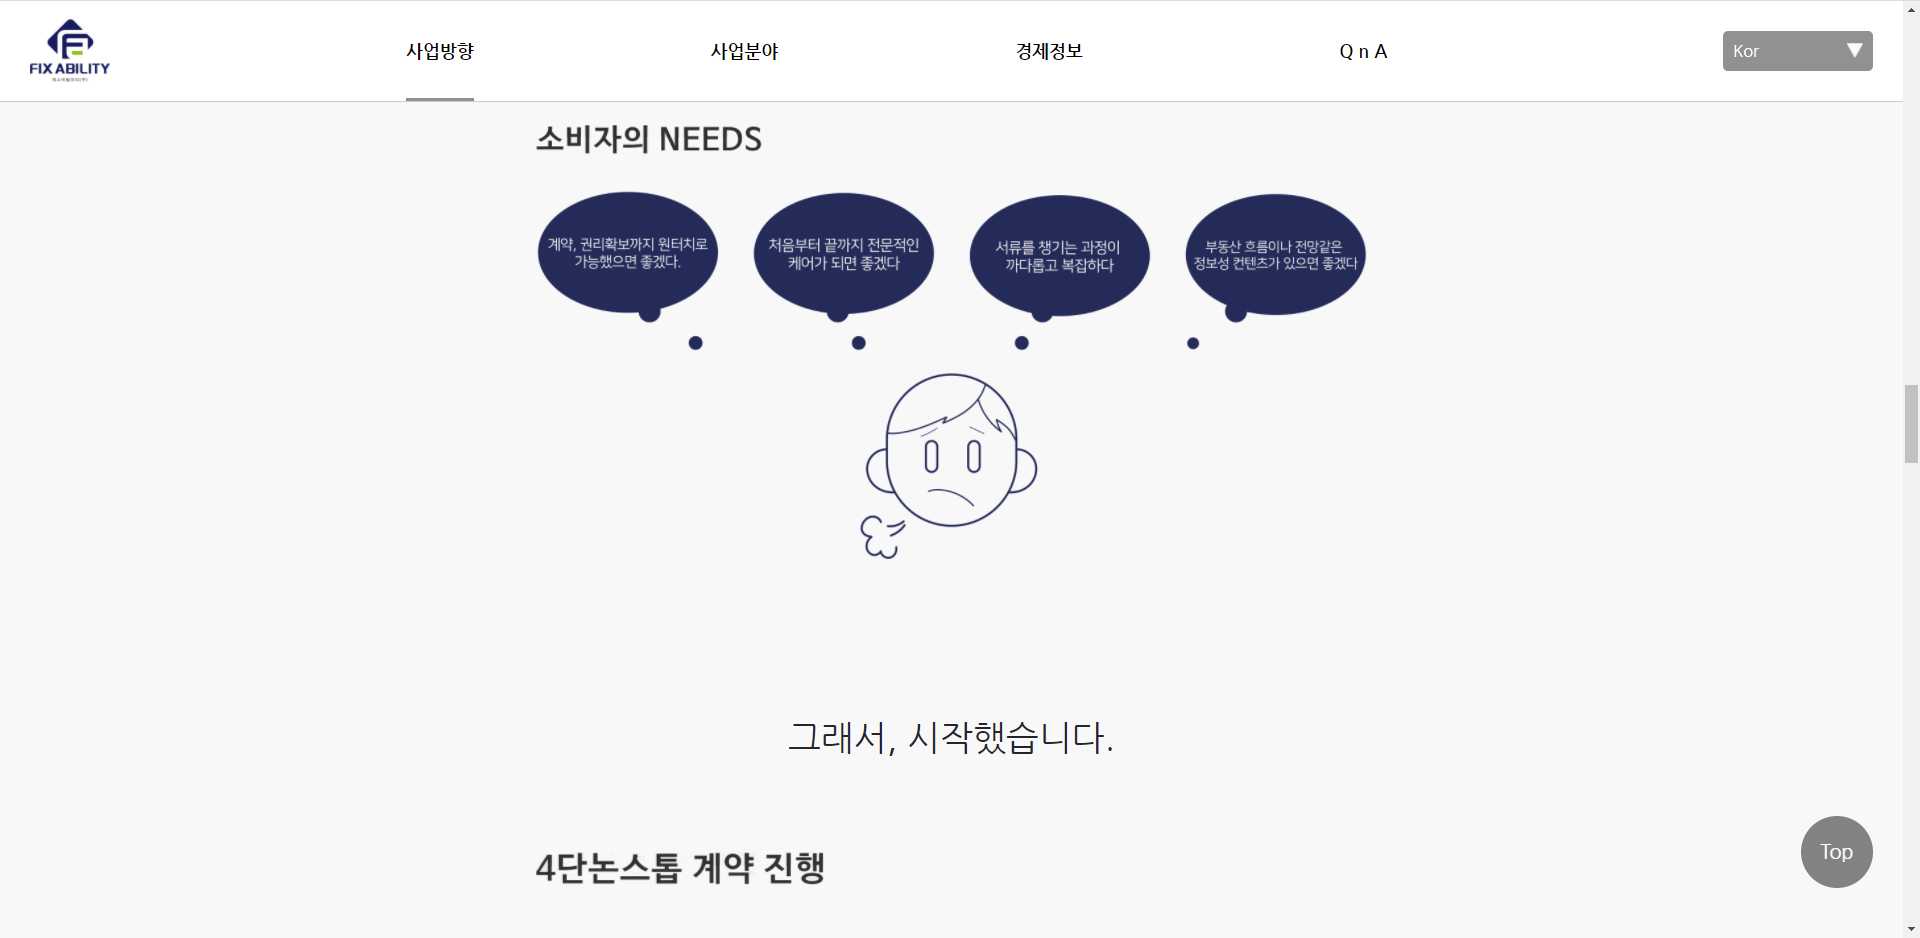 FIX ABILITY
사업방향
사업분야
경제정보
Q n A
Kor
소비자의 NEEDS
계약, 권리확보까지 원터치로
가능했으면 좋겠다.
처음부터 끝까지 전문적인
케어가 되면 좋겠다
서류를 챙기는 과정이
까다롭고 복잡하다
부동산 흐름이나 전망같은
정보성 컨텐츠가 있으면 좋겠다
그래서, 시작했습니다.
4단논스톱 계약 진행
Top